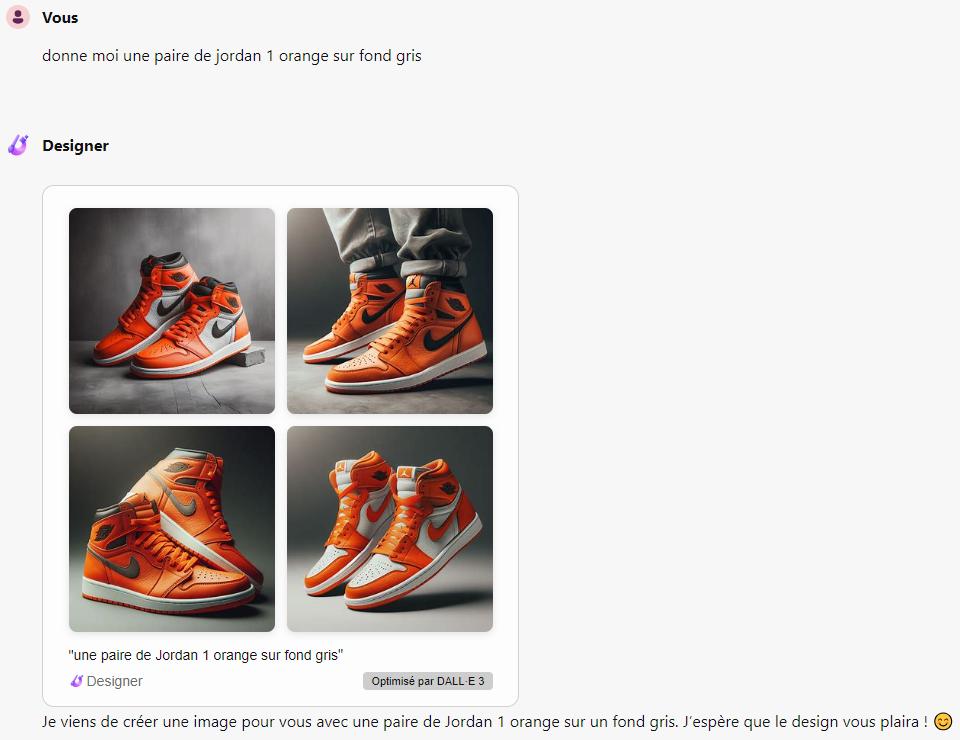 Vous
donne moi une paire de jordan 1 orange sur fond gris
Designer
"une paire de Jordan 1 orange sur fond gris"
Designer
Optimisé par DALL·E 3
Je viens de créer une image pour vous avec une paire de Jordan 1 orange sur un fond gris. J’espère que le design vous plaira ! 😊